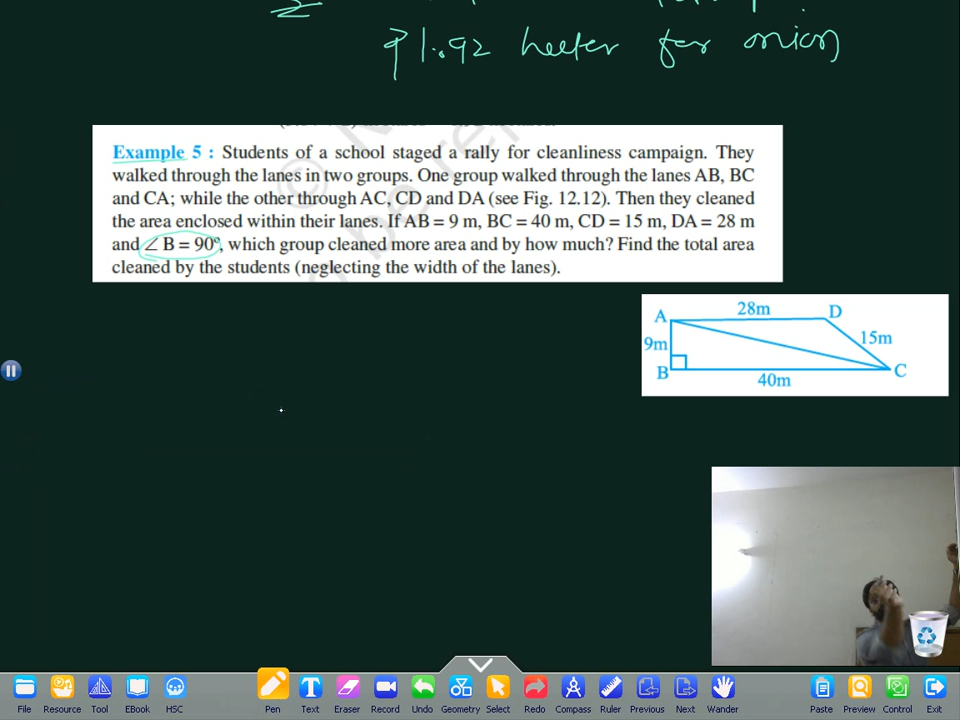 ₹1.92 hecter for onion
Example 5 : Students of a school staged a rally for cleanliness campaign. They
walked through the lanes in two groups. One group walked through the lanes AB, BC
and CA; while the other through AC, CD and DA (see Fig. 12.12). Then they cleaned
the area enclosed within their lanes. If AB = 9 m, BC = 40 m, CD = 15 m, DA = 28 m
and ∠ B = 90º, which group cleaned more area and by how much? Find the total area
cleaned by the students (neglecting the width of the lanes).
A 28m D
9m 15m
B C
40m
File Resource Tool EBook HSC Pen Text Eraser Record Undo Geometry Select Redo Compass Ruler Previous Next Wander Paste Preview Control Exit